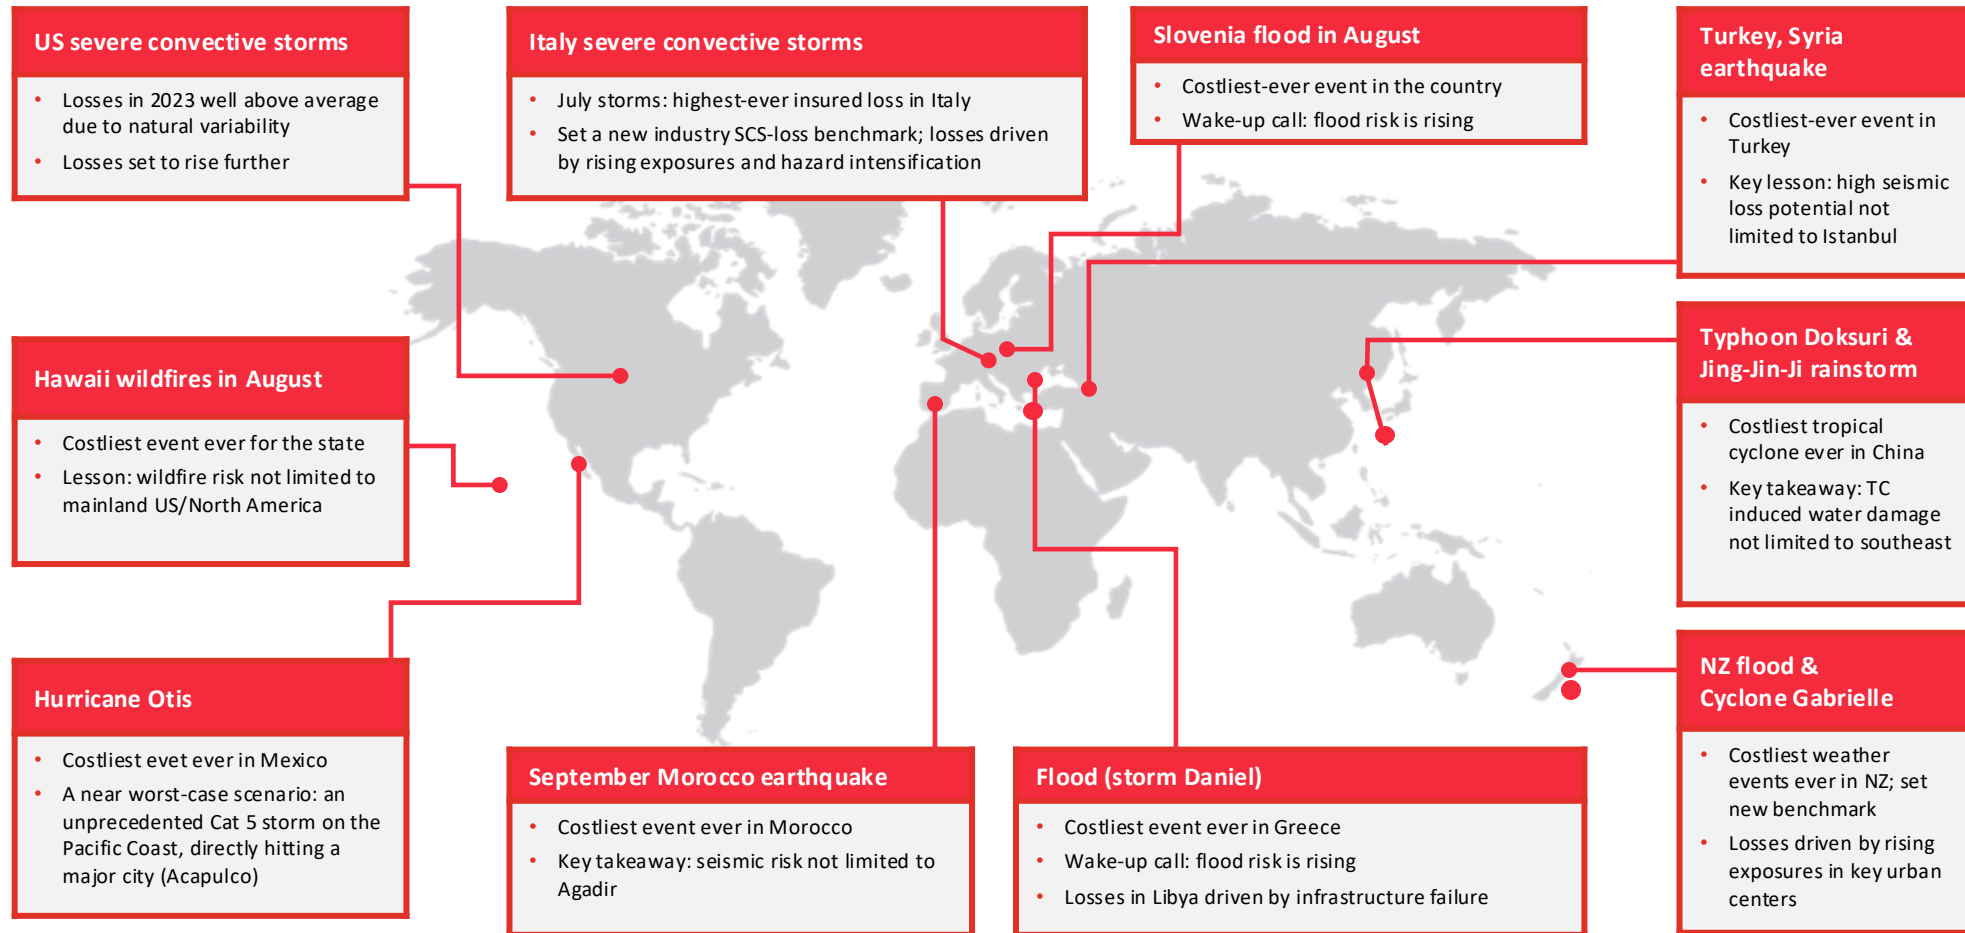 US severe convective storms
• Losses in 2023 well above average
due to natural variability
• Losses set to rise further
Italy severe convective storms
• July storms: highest-ever insured loss in Italy
• Set a new industry SCS-loss benchmark; losses driven
by rising exposures and hazard intensification
Slovenia flood in August
• Costliest-ever event in the country
• Wake-up call: flood risk is rising
Turkey, Syria
earthquake
• Costliest-ever event in
Turkey
• Key lesson: high seismic
loss potential not
limited to Istanbul
Hawaii wildfires in August
• Costliest event ever for the state
• Lesson: wildfire risk not limited to
mainland US/North America
Typhoon Doksuri &
Jing-Jin-Ji rainstorm
• Costliest tropical
cyclone ever in China
• Key takeaway: TC
induced water damage
not limited to southeast
Hurricane Otis
• Costliest evet ever in Mexico
• A near worst-case scenario: an
unprecedented Cat 5 storm on the
Pacific Coast, directly hitting a
major city (Acapulco)
September Morocco earthquake
• Costliest event ever in Morocco
• Key takeaway: seismic risk not limited to
Agadir
Flood (storm Daniel)
• Costliest event ever in Greece
• Wake-up call: flood risk is rising
• Losses in Libya driven by infrastructure failure
NZ flood &
Cyclone Gabrielle
• Costliest weather
events ever in NZ; set
new benchmark
• Losses driven by rising
exposures in key urban
centers